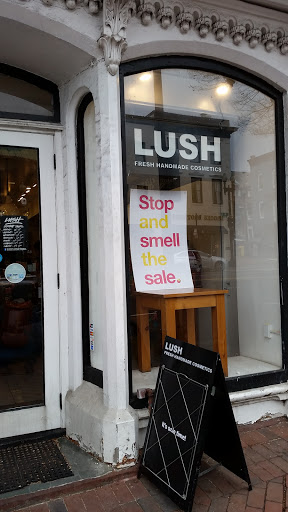 LUSH
FRESH HANDMADE COSMETICS
Stop
and
smell
the
sale.
LUSH
FRESH HANDMADE COSMETICS
it's sale time!